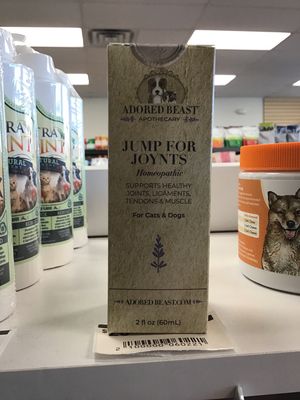 ADORED BEAST
APOTHECARY
JUMP FOR
JOYNTS
Homeopathic
SUPPORTS HEALTHY
JOINTS, LIGAMENTS,
TENDONS & MUSCLE
For Cats & Dogs
ADOREDBEAST.COM
2 fl oz (60mL)